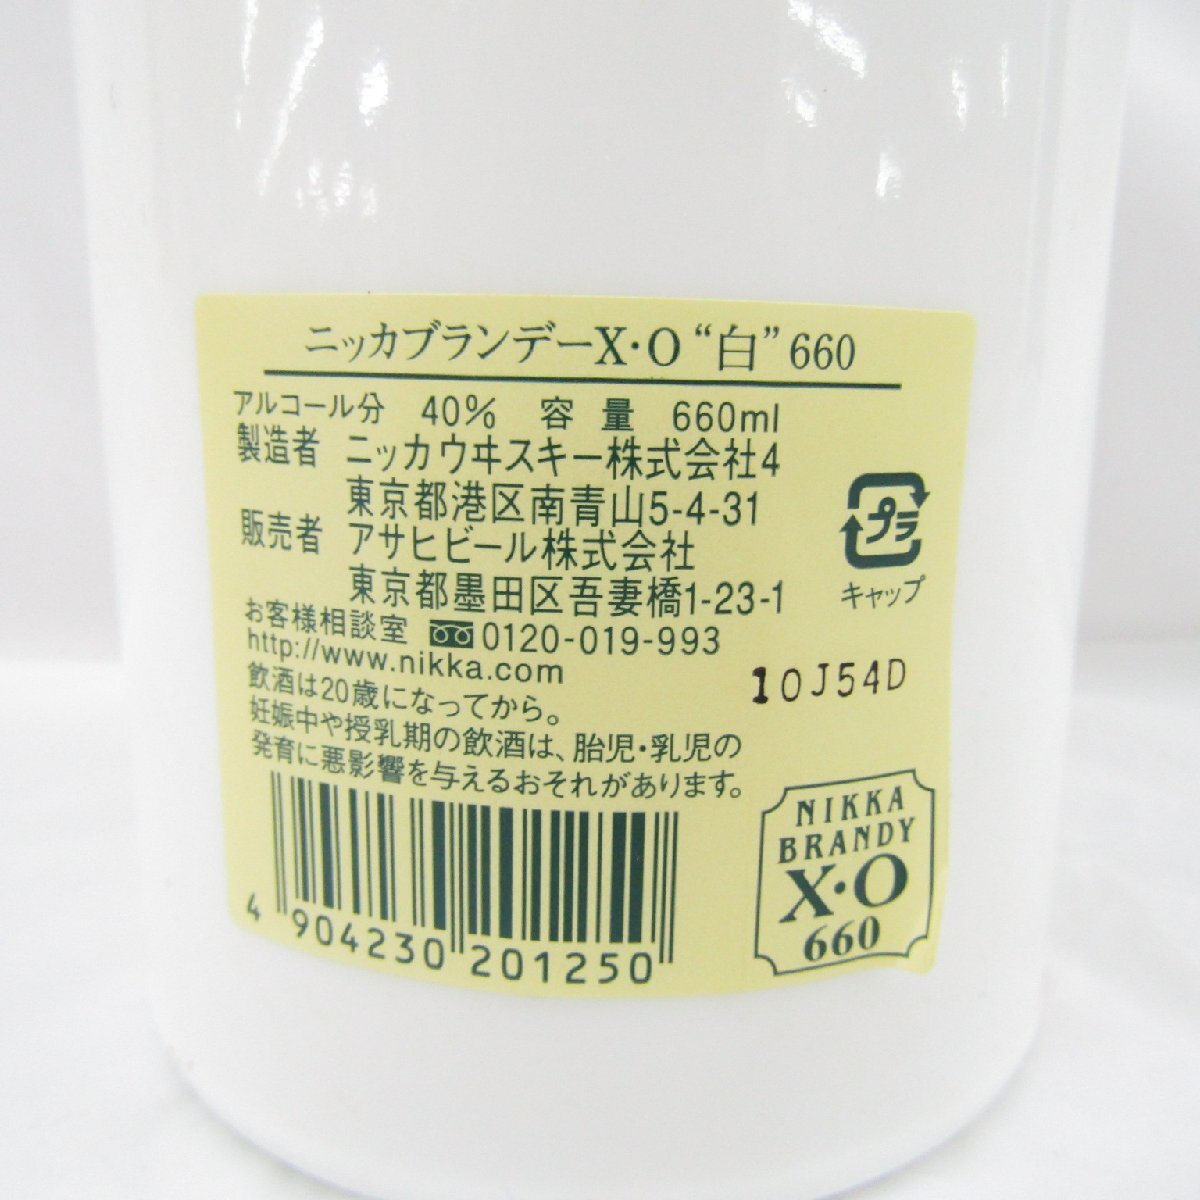 ニッカブランデーX・O “白” 660
アルコール分 40% 容量 660ml
製造者 ニッカウヰスキー株式会社4
東京都港区南青山5-4-31
販売者 アサヒビール株式会社
東京都墨田区吾妻橋1-23-1
お客様相談室 0120-019-993
http://www.nikka.com
飲酒は20歳になってから。
妊娠中や授乳期の飲酒は、胎児・乳児の
発育に悪影響を与えるおそれがあります。
プラ
キャップ
10J54D
4 904230 201250
NIKKA
BRANDY
X・O
660